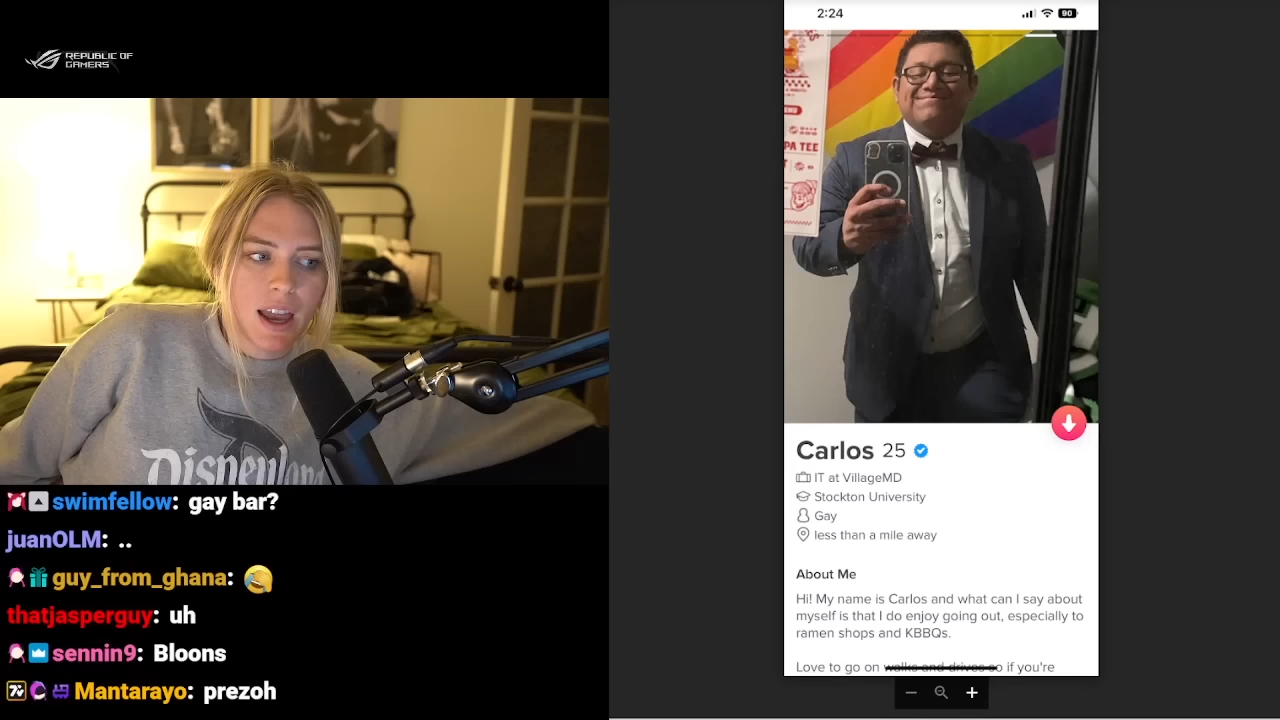 REPUBLIC OF
GAMERS
Disneyland
swimfellow: gay bar?
juanOLM: ..
guy_from_ghana: 😂
thatjasperguy: uh
sennin9: Bloons
Mantarayo: prezoh
2:24
90
MENU
PA TEE
Carlos 25
IT at VillageMD
Stockton University
Gay
less than a mile away
About Me
Hi! My name is Carlos and what can I say about
myself is that I do enjoy going out, especially to
ramen shops and KBBQs.
Love to go on walks and drives so if you're